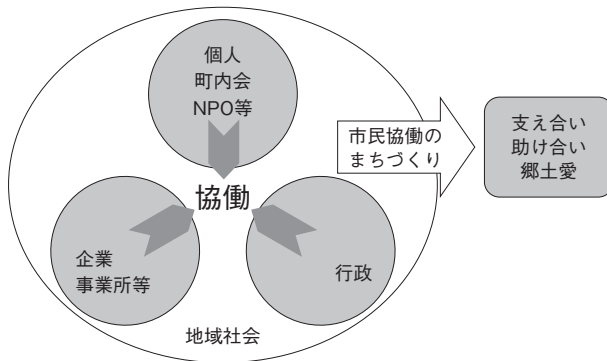 個人
町内会
NPO等
協働
企業
事業所等
行政
地域社会
市民協働の
まちづくり
支え合い
助け合い
郷土愛